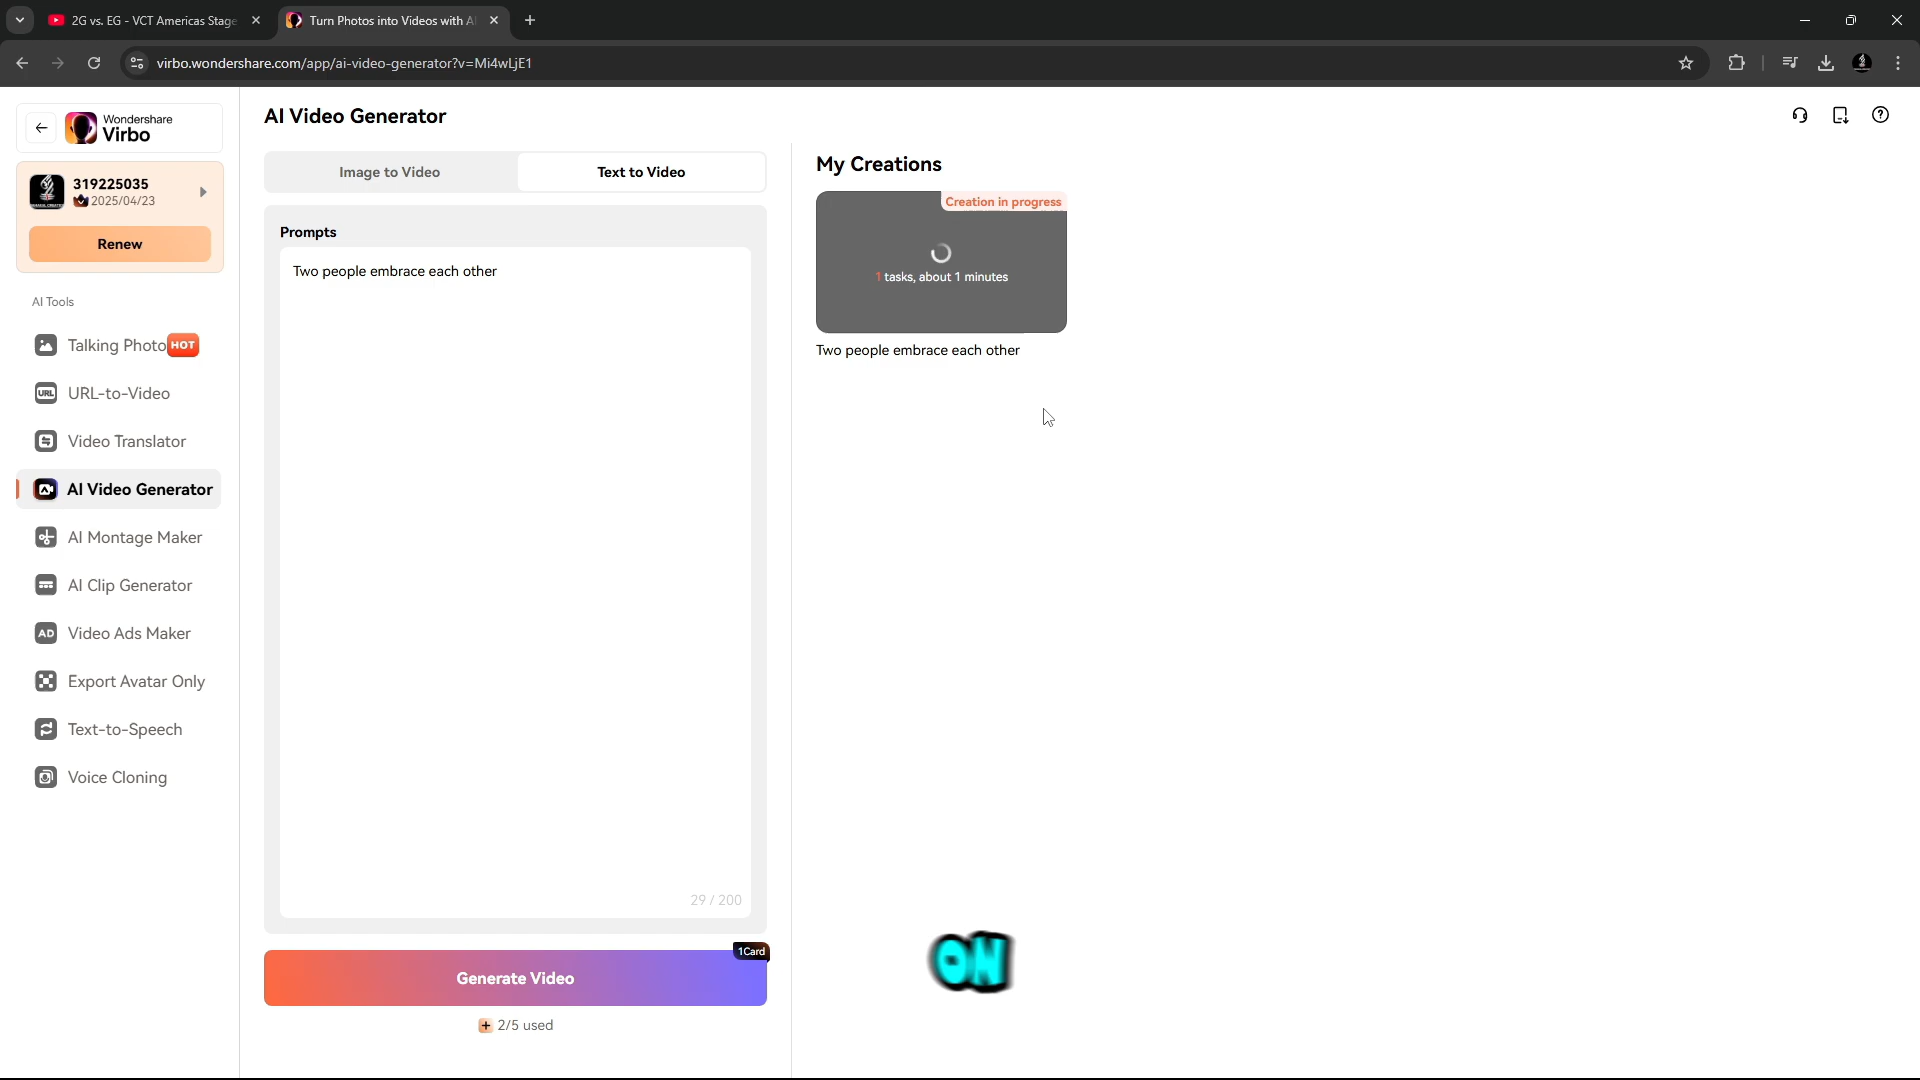 2G vs. EG - VCT Americas Stage
Turn Photos into Videos with AI
virbo.wondershare.com/app/ai-video-generator?v=Mi4wLjE1
Wondershare
Virbo
319225035
2025/04/23
Renew
AI Tools
Talking Photo HOT
URL URL-to-Video
Video Translator
AI Video Generator
AI Montage Maker
AI Clip Generator
AD Video Ads Maker
Export Avatar Only
Text-to-Speech
Voice Cloning
AI Video Generator
Image to Video
Text to Video
Prompts
Two people embrace each other
29 / 200
1Card
Generate Video
2/5 used
My Creations
Creation in progress
1 tasks, about 1 minutes
Two people embrace each other
ON